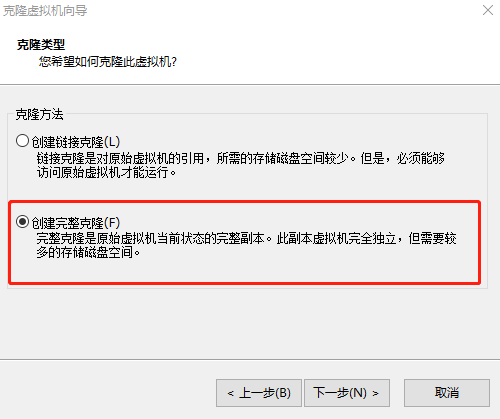 克隆虚拟机向导
克隆类型
您希望如何克隆此虚拟机?
克隆方法
创建链接克隆(L)
链接克隆是对原始虚拟机的引用，所需的存储磁盘空间较少。但是，必须能够
访问原始虚拟机才能运行。
创建完整克隆(F)
完整克隆是原始虚拟机当前状态的完整副本。此副本虚拟机完全独立，但需要较
多的存储磁盘空间。
< 上一步(B) 下一步(N) > 取消